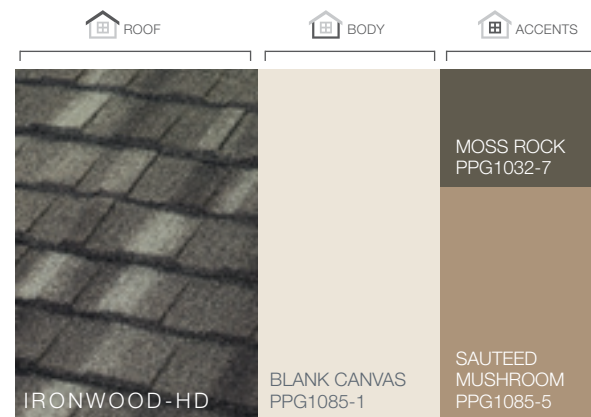 ROOF
BODY
ACCENTS
IRONWOOD-HD
BLANK CANVAS
PPG1085-1
MOSS ROCK
PPG1032-7
SAUTEED
MUSHROOM
PPG1085-5